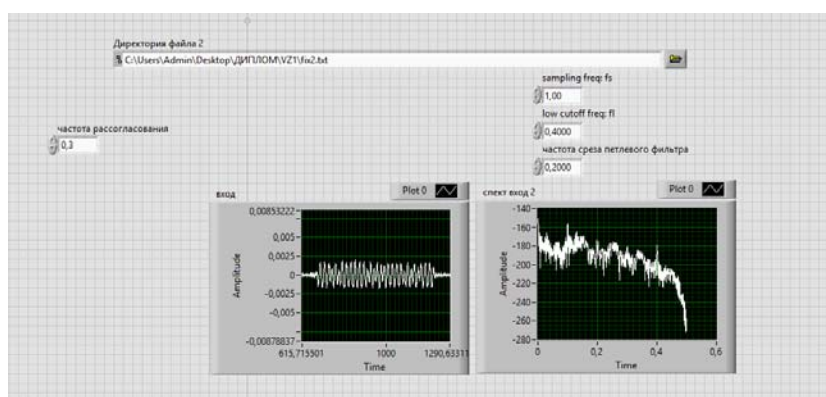 Директория файла 2
C:\Users\Admin\Desktop\ДИПЛОМ\VZ1\fix2.txt
sampling freq: fs
1,00
low cutoff freq: fl
0,4000
частота рассогласования
0,3
частота среза петлевого фильтра
0,2000
вход
Plot 0
0,00853222
0,005
0,0025
0
-0,0025
-0,005
-0,00878837
Amplitude
615,715501
1000
1290,63311
Time
спект вход 2
Plot 0
-140
-160
-180
-200
-220
-240
-260
-280
Amplitude
0
0,2
0,4
0,6
Time